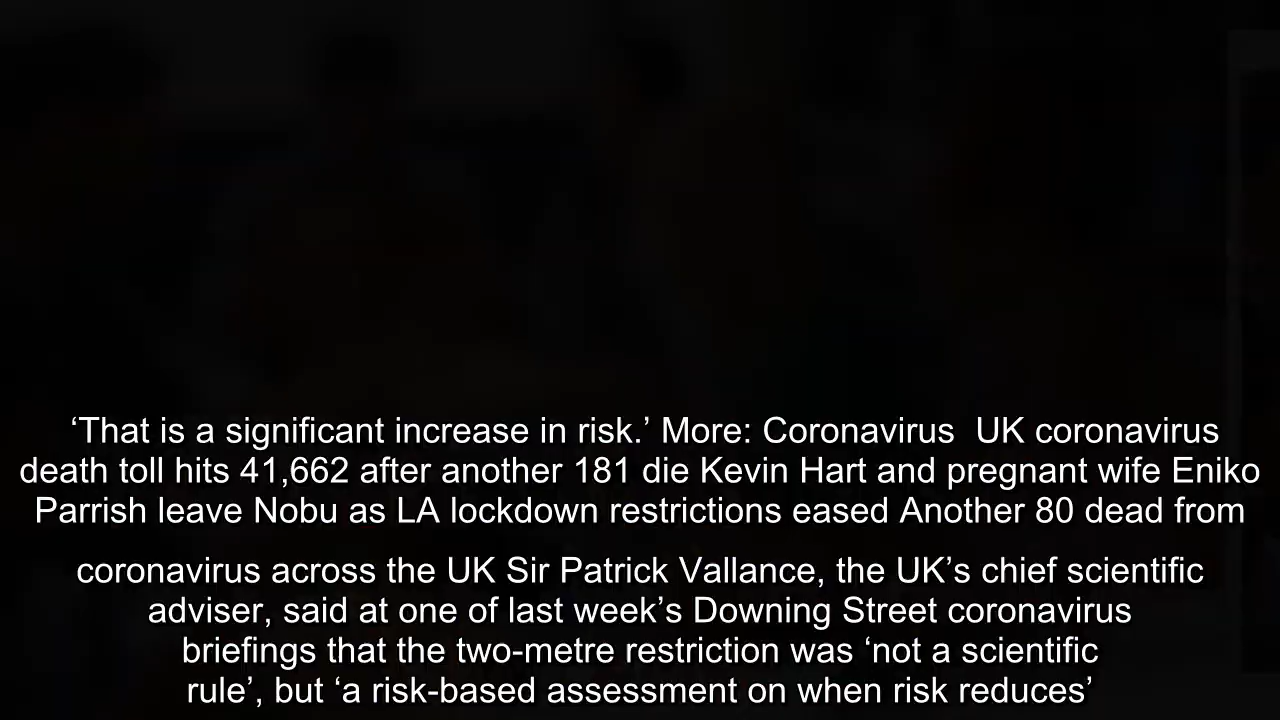 ‘That is a significant increase in risk.’ More: Coronavirus  UK coronavirus
death toll hits 41,662 after another 181 die Kevin Hart and pregnant wife Eniko
Parrish leave Nobu as LA lockdown restrictions eased Another 80 dead from
coronavirus across the UK Sir Patrick Vallance, the UK’s chief scientific
adviser, said at one of last week’s Downing Street coronavirus
briefings that the two-metre restriction was ‘not a scientific
rule’, but ‘a risk-based assessment on when risk reduces’